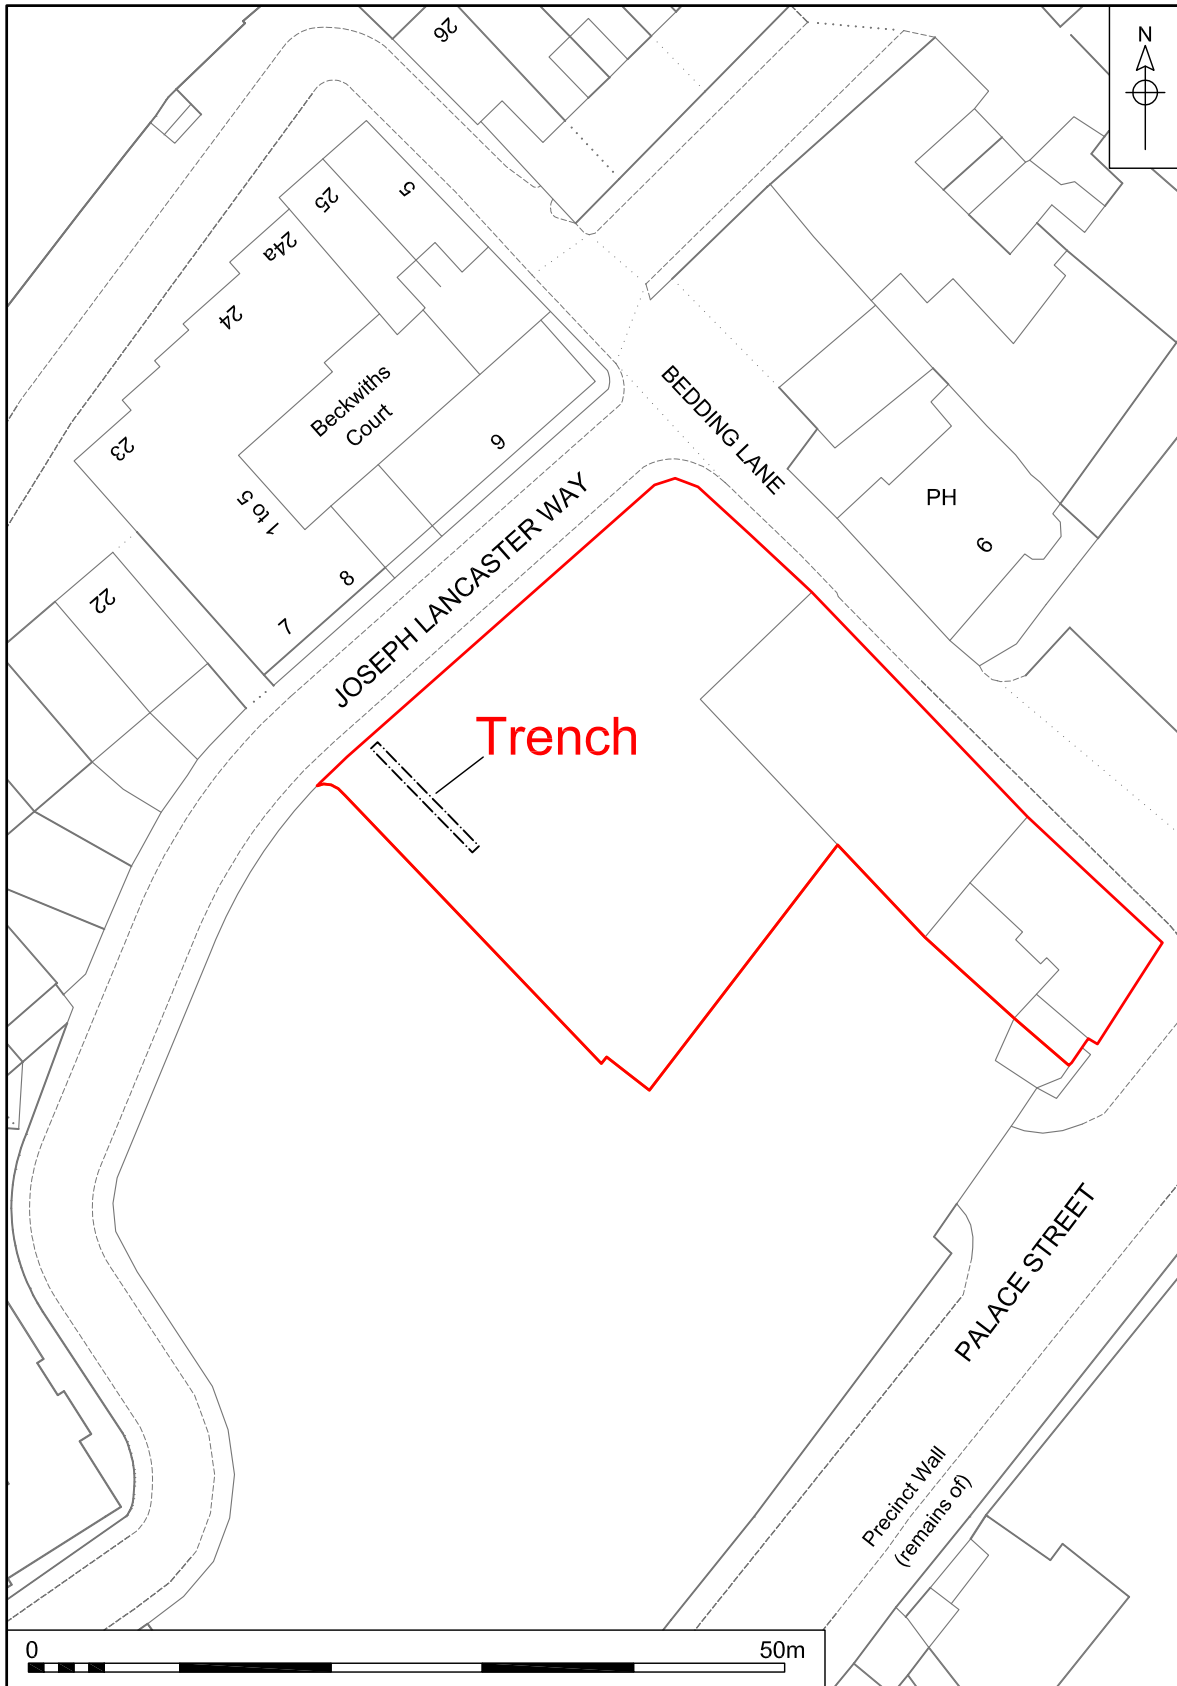 26
N
5
25
24a
24
Beckwiths
Court
23
6
1 to 5
22
8
7
BEDDING LANE
PH
9
JOSEPH LANCASTER WAY
Trench
PALACE STREET
Precinct Wall
(remains of)
0
50m